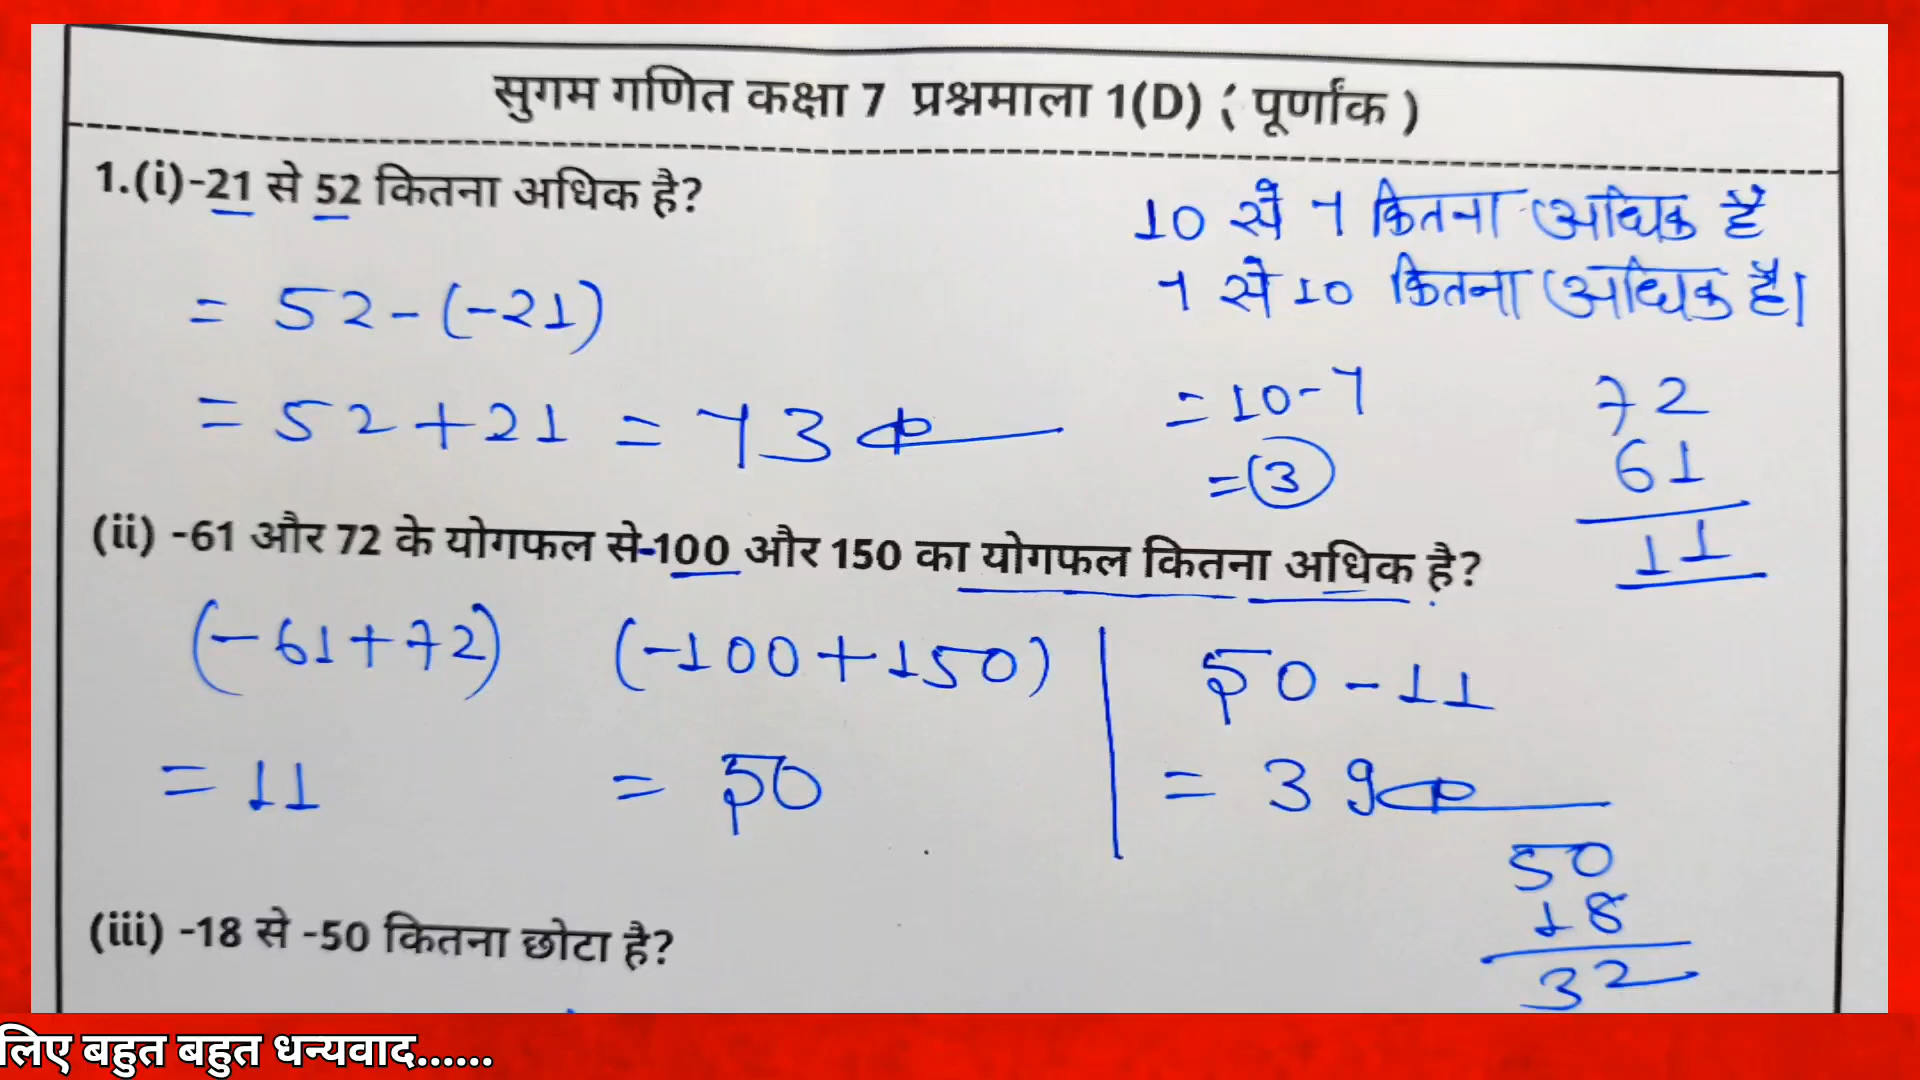 सुगम गणित कक्षा 7 प्रश्नमाला 1(D) ( पूर्णांक )
1.(i)-21 से 52 कितना अधिक है?
= 52-(-21)
= 52+21 = 73
10 से 7 कितना अधिक है
7 से 10 कितना अधिक है।
= 10-7
= 3
72
61
11
(ii) -61 और 72 के योगफल से-100 और 150 का योगफल कितना अधिक है?
(-61+72) (-100+150) 50-11
= 11 = 50 = 39
50
18
32
(iii) -18 से -50 कितना छोटा है?
लिए बहुत बहुत धन्यवाद......